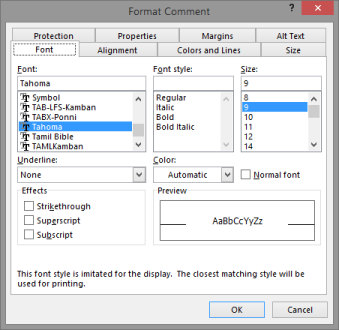 Format Comment
? ×
Protection Properties Margins Alt Text
Font Alignment Colors and Lines Size
Font: Font style: Size:
Tahoma 9
Symbol Regular 8
TAB-LFS-Kamban Italic 9
TABX-Ponni Bold 10
Tahoma Bold Italic 11
Tamil Bible 12
TAMLKamban 14
Underline: Color:
None Automatic Normal font
Effects Preview
Strikethrough
Superscript AaBbCcYyZz
Subscript
This font style is imitated for the display. The closest matching style will be
used for printing.
OK Cancel